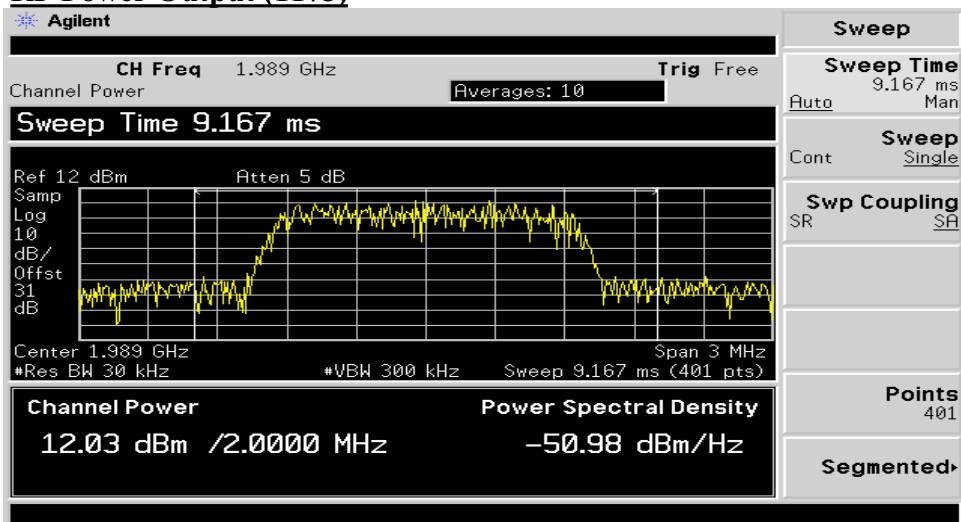 Agilent
CH Freq 1.989 GHz Trig Free
Channel Power Averages: 10
Sweep Time 9.167 ms
Ref 12 dBm Atten 5 dB
Samp
Log
10
dB/
Offst
31
dB
Center 1.989 GHz Span 3 MHz
#Res BW 30 kHz #VBW 300 kHz Sweep 9.167 ms (401 pts)
Channel Power Power Spectral Density
12.03 dBm /2.0000 MHz -50.98 dBm/Hz
Sweep
Sweep Time
9.167 ms
Auto Man
Sweep
Cont Single
Swp Coupling
SR SA
Points
401
Segmented▸